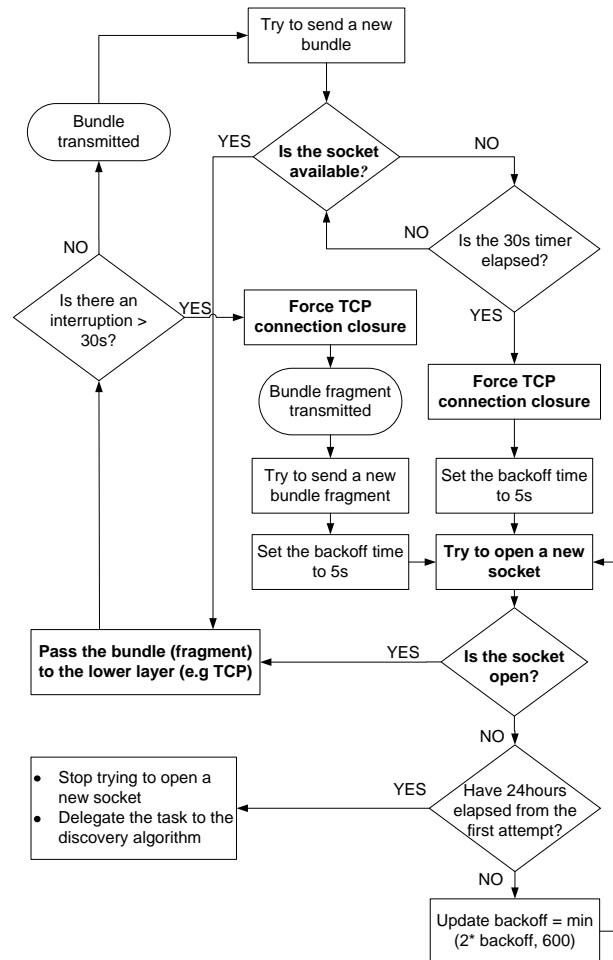 Try to send a new
bundle
Bundle
transmitted
YES
Is the socket
available?
NO
NO
Is the 30s timer
elapsed?
NO
Is there an
interruption >
30s?
YES
Force TCP
connection closure
YES
Force TCP
connection closure
Bundle fragment
transmitted
Try to send a new
bundle fragment
Set the backoff time
to 5s
Set the backoff time
to 5s
Try to open a new
socket
Pass the bundle (fragment)
to the lower layer (e.g TCP)
YES
Is the socket
open?
NO
• Stop trying to open a
new socket
• Delegate the task to the
discovery algorithm
YES
Have 24hours
elapsed from the
first attempt?
NO
Update backoff = min
(2* backoff, 600)